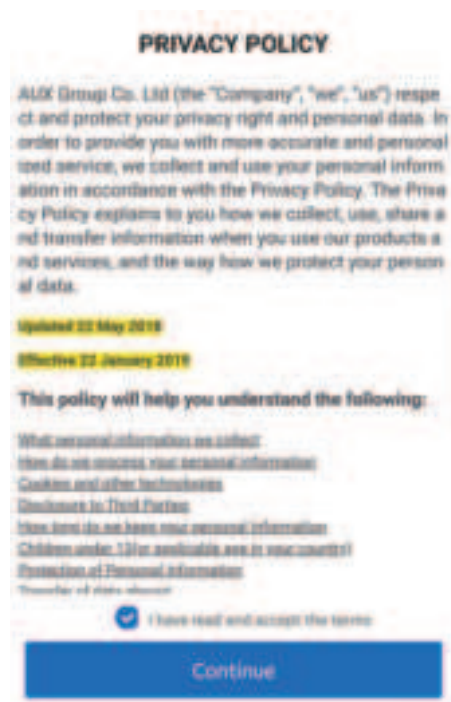 PRIVACY POLICY
AUX Group Co. Ltd (the "Company", "we", "us") respe
ct and protect your privacy right and personal data. In
order to provide you with more accurate and personal
ized service, we collect and use your personal inform
ation in accordance with the Privacy Policy. The Priva
cy Policy explains to you how we collect, use, share a
nd transfer information when you use our products a
nd services, and the way how we protect your person
al data.
Updated 22 May 2018
Effective 22 January 2019
This policy will help you understand the following:
What personal information we collect
How do we process your personal information
Cookies and other technologies
Disclosure to Third Parties
How long do we keep your personal information
Children under 13(or applicable age in your country)
Protection of Personal Information
Transfer of data abroad
I have read and accept the terms
Continue